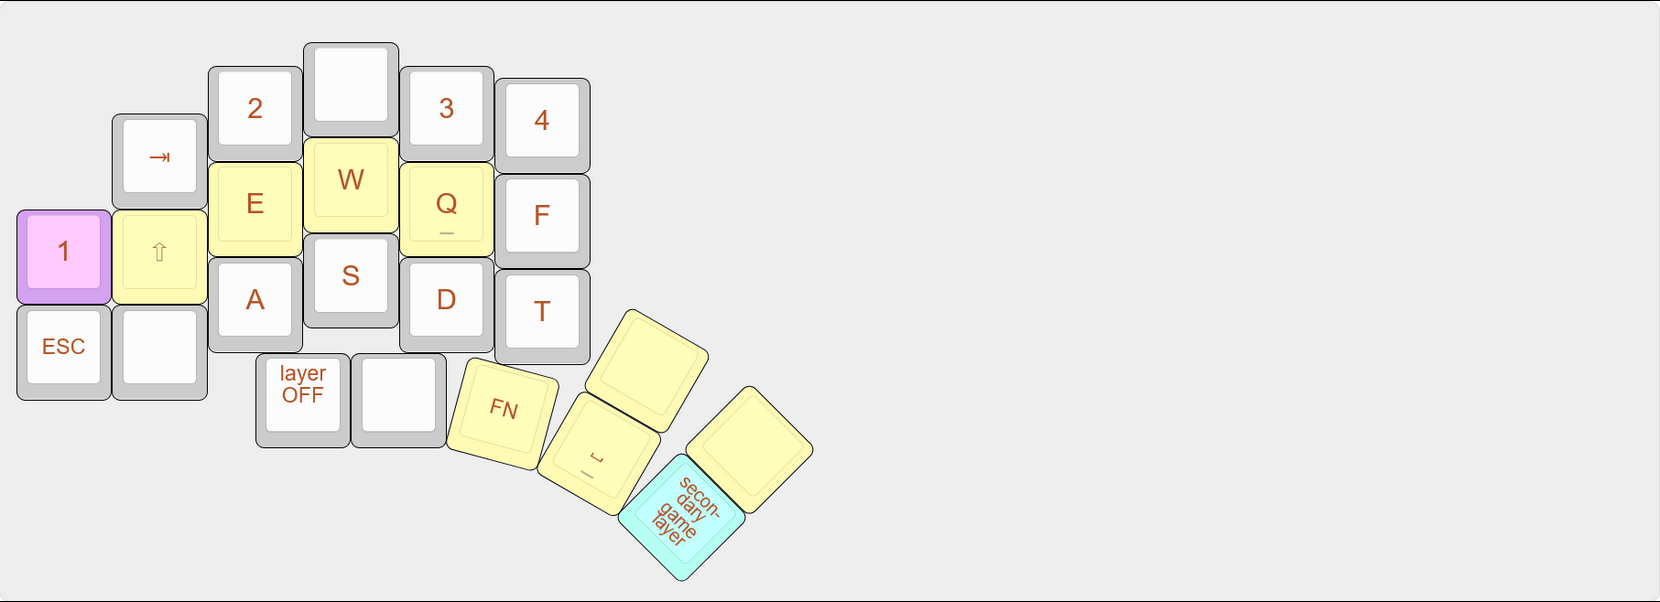 2
3
4
⇥
E
W
Q
F
1
⇧
A
S
D
T
ESC
layer
OFF
FN
⎵
secon-
dary
game
layer